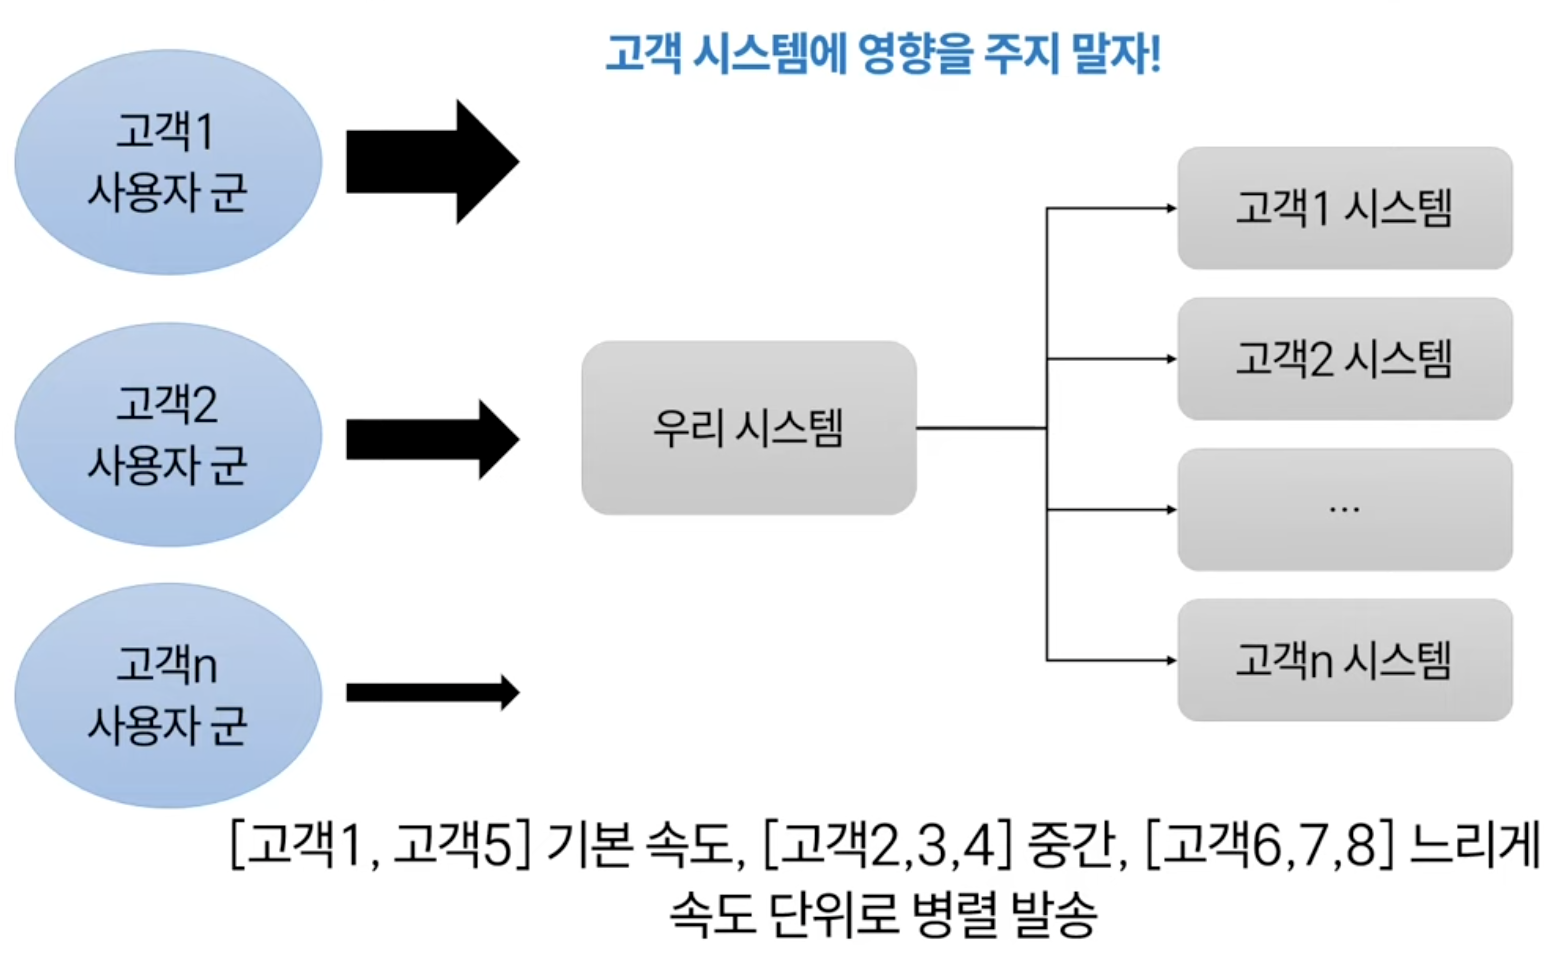 고객 시스템에 영향을 주지 말자!
고객1
사용자 군
고객2
사용자 군
고객n
사용자 군
우리 시스템
고객1 시스템
고객2 시스템
...
고객n 시스템
[고객1, 고객5] 기본 속도, [고객2,3,4] 중간, [고객6,7,8] 느리게
속도 단위로 병렬 발송